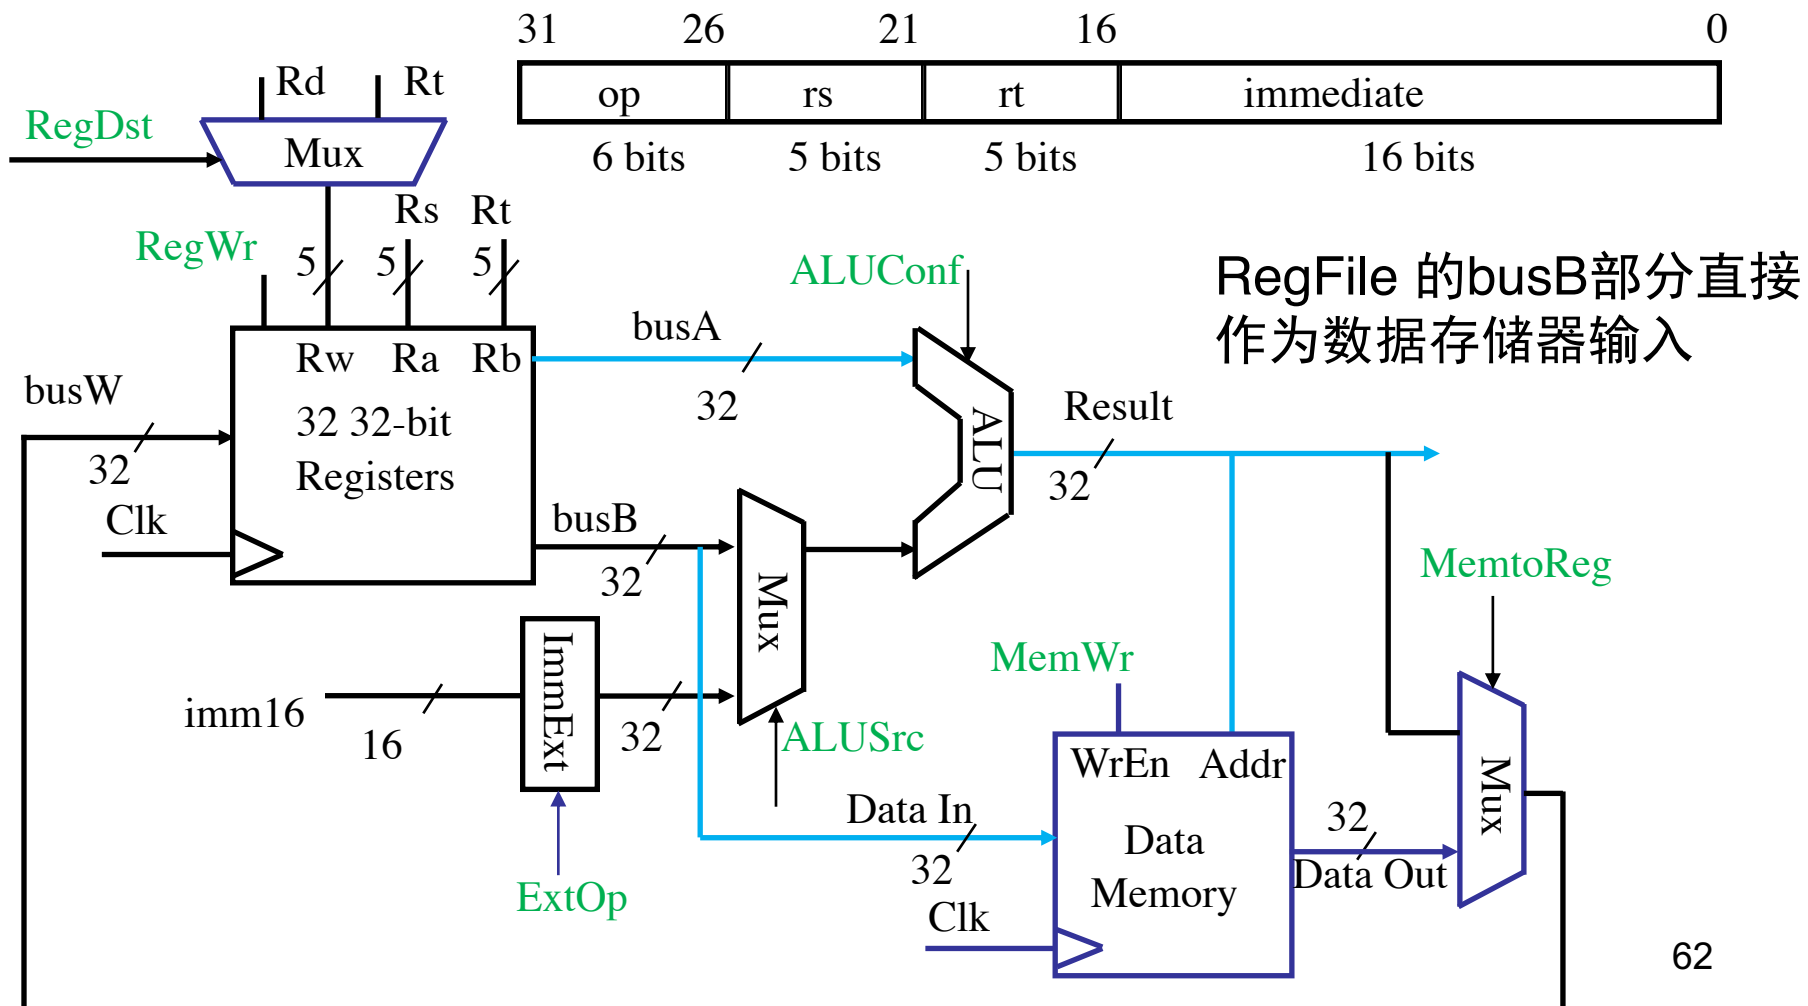 31 26 21 16 0
op rs rt immediate
6 bits 5 bits 5 bits 16 bits
Rd Rt
RegDst
Mux
Rs Rt
RegWr
5 5 5
ALUConf
RegFile 的busB部分直接
作为数据存储器输入
busA
32
Rw Ra Rb
busW
32
32 32-bit
Registers
Clk
ALU
Result
32
busB
32
Mux
MemtoReg
imm16
16
ImmExt
32
ALUSrc
ExtOp
MemWr
WrEn Addr
Data In
32
Data
Memory
Clk
32
Data Out
Mux
62